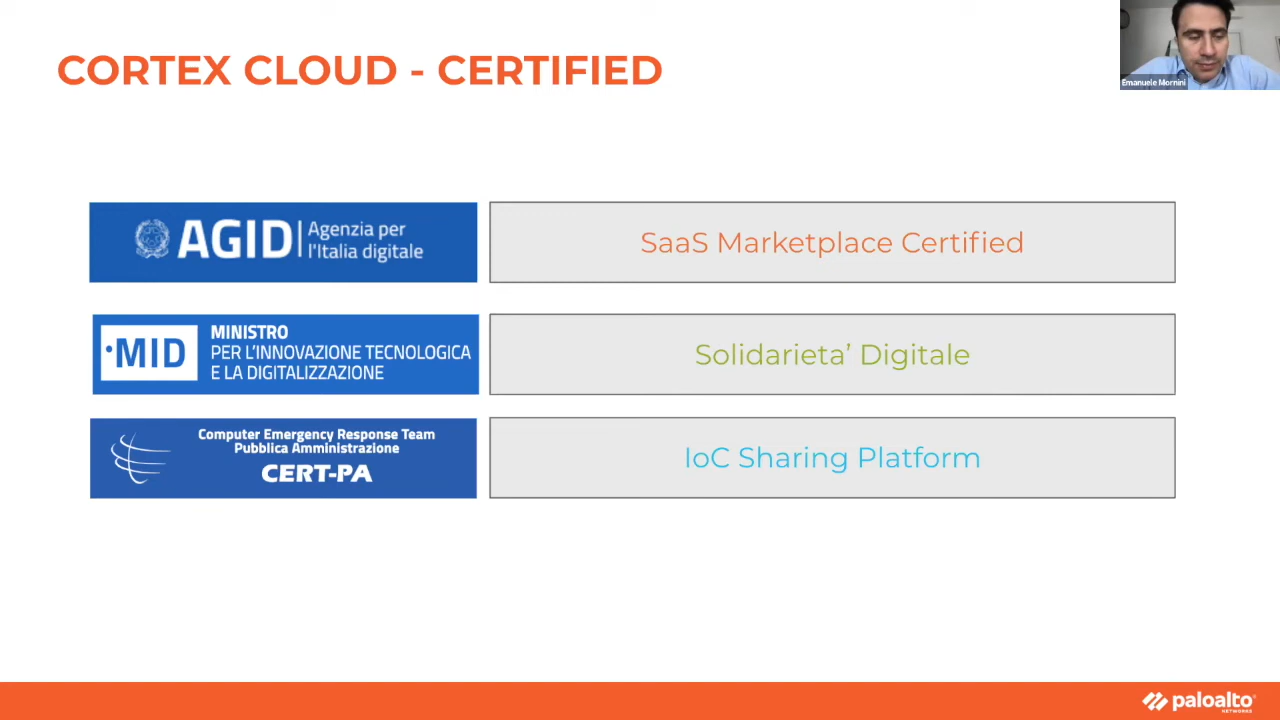 CORTEX CLOUD - CERTIFIED
Emanuele Mornini
AGID
Agenzia per
l'Italia digitale
SaaS Marketplace Certified
·MID
MINISTRO
PER L'INNOVAZIONE TECNOLOGICA
E LA DIGITALIZZAZIONE
Solidarieta’ Digitale
Computer Emergency Response Team
Pubblica Amministrazione
CERT-PA
IoC Sharing Platform
paloalto
NETWORKS